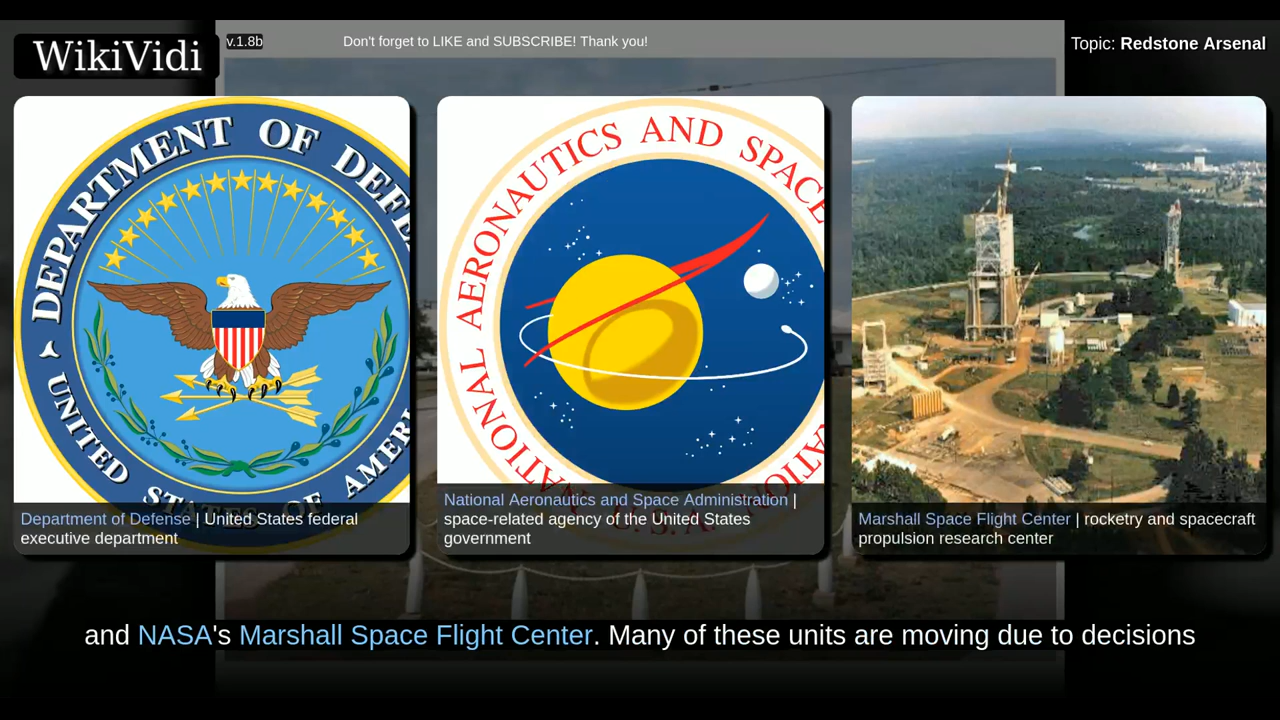 WikiVidi
v.1.8b
Don't forget to LIKE and SUBSCRIBE! Thank you!
Topic: Redstone Arsenal
DEPARTMENT OF DEFE
UNITED STATES OF AMERI
Department of Defense | United States federal
executive department
NATIONAL AERONAUTICS AND SPACE
U.S.A.
National Aeronautics and Space Administration |
space-related agency of the United States
government
Marshall Space Flight Center | rocketry and spacecraft
propulsion research center
and NASA's Marshall Space Flight Center. Many of these units are moving due to decisions